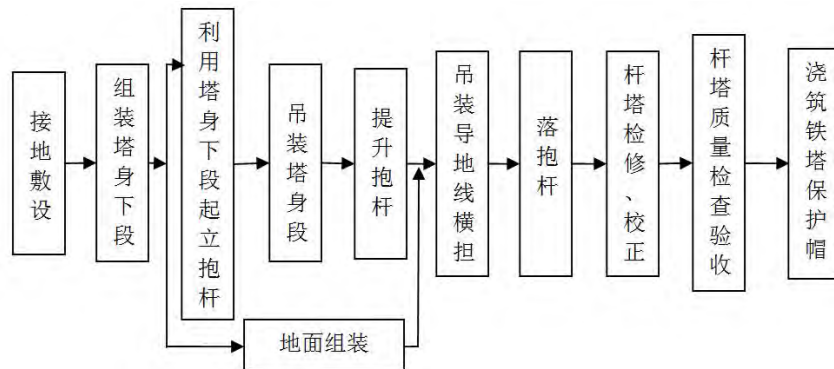 接地敷设
组装塔身下段
利用塔身下段起立抱杆
吊装塔身段
提升抱杆
吊装导地线横担
落抱杆
杆塔检修、校正
杆塔质量检查验收
浇筑铁塔保护帽
地面组装